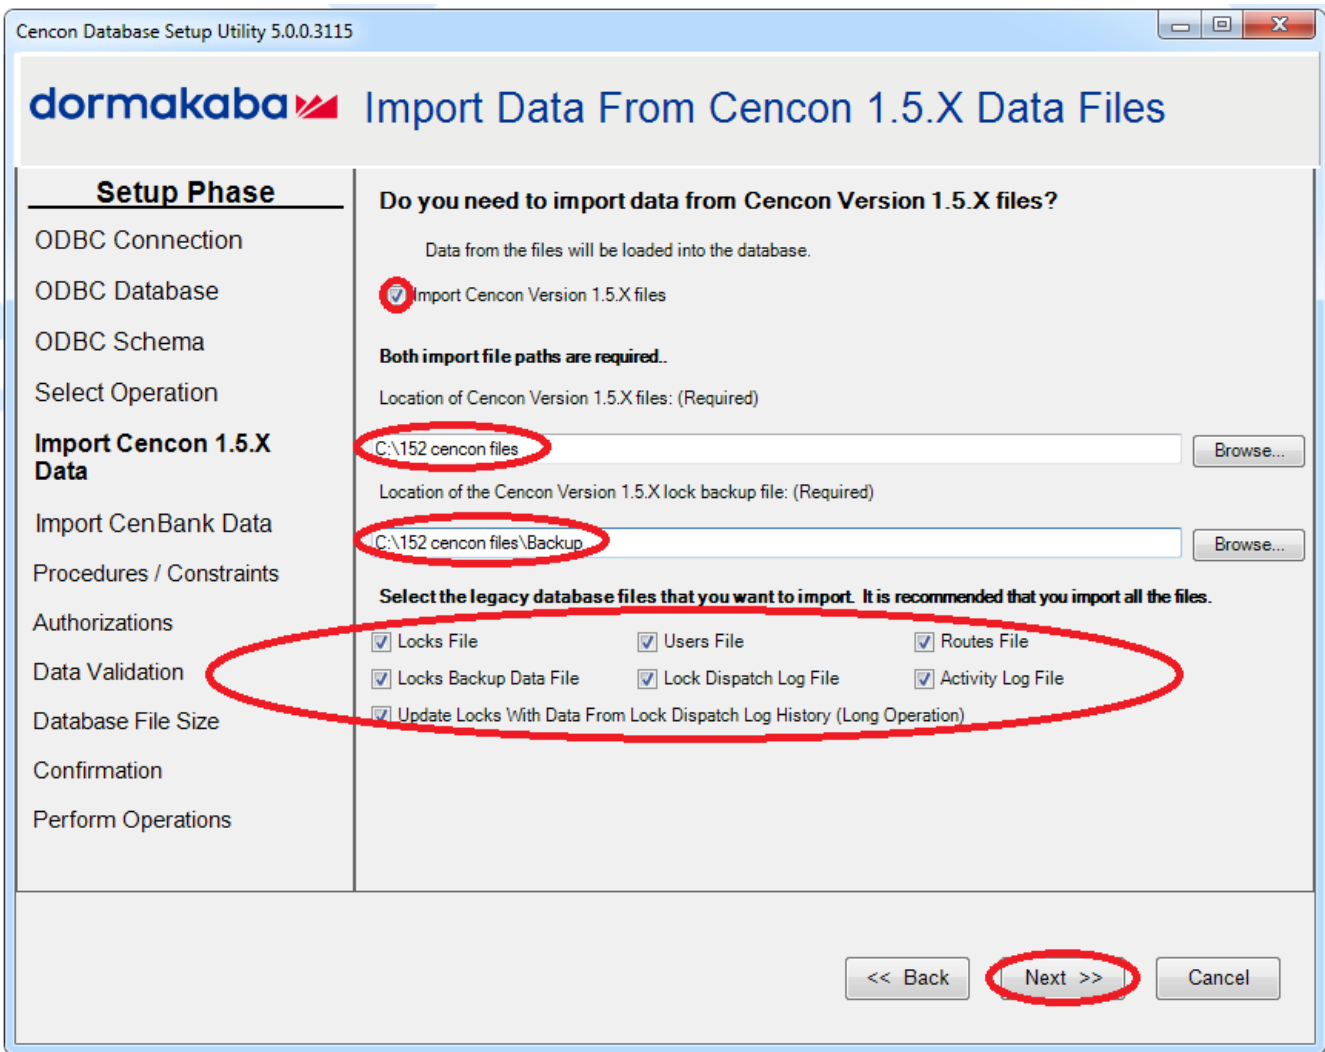 Cencon Database Setup Utility 5.0.0.3115
dormakaba Import Data From Cencon 1.5.X Data Files
Setup Phase
ODBC Connection
ODBC Database
ODBC Schema
Select Operation
Import Cencon 1.5.X
Data
Import CenBank Data
Procedures / Constraints
Authorizations
Data Validation
Database File Size
Confirmation
Perform Operations
Do you need to import data from Cencon Version 1.5.X files?
Data from the files will be loaded into the database.
Import Cencon Version 1.5.X files
Both import file paths are required..
Location of Cencon Version 1.5.X files: (Required)
C:\152 cencon files
Browse...
Location of the Cencon Version 1.5.X lock backup file: (Required)
C:\152 cencon files\Backup
Browse...
Select the legacy database files that you want to import. It is recommended that you import all the files.
Locks File Users File Routes File
Locks Backup Data File Lock Dispatch Log File Activity Log File
Update Locks With Data From Lock Dispatch Log History (Long Operation)
<< Back Next >> Cancel